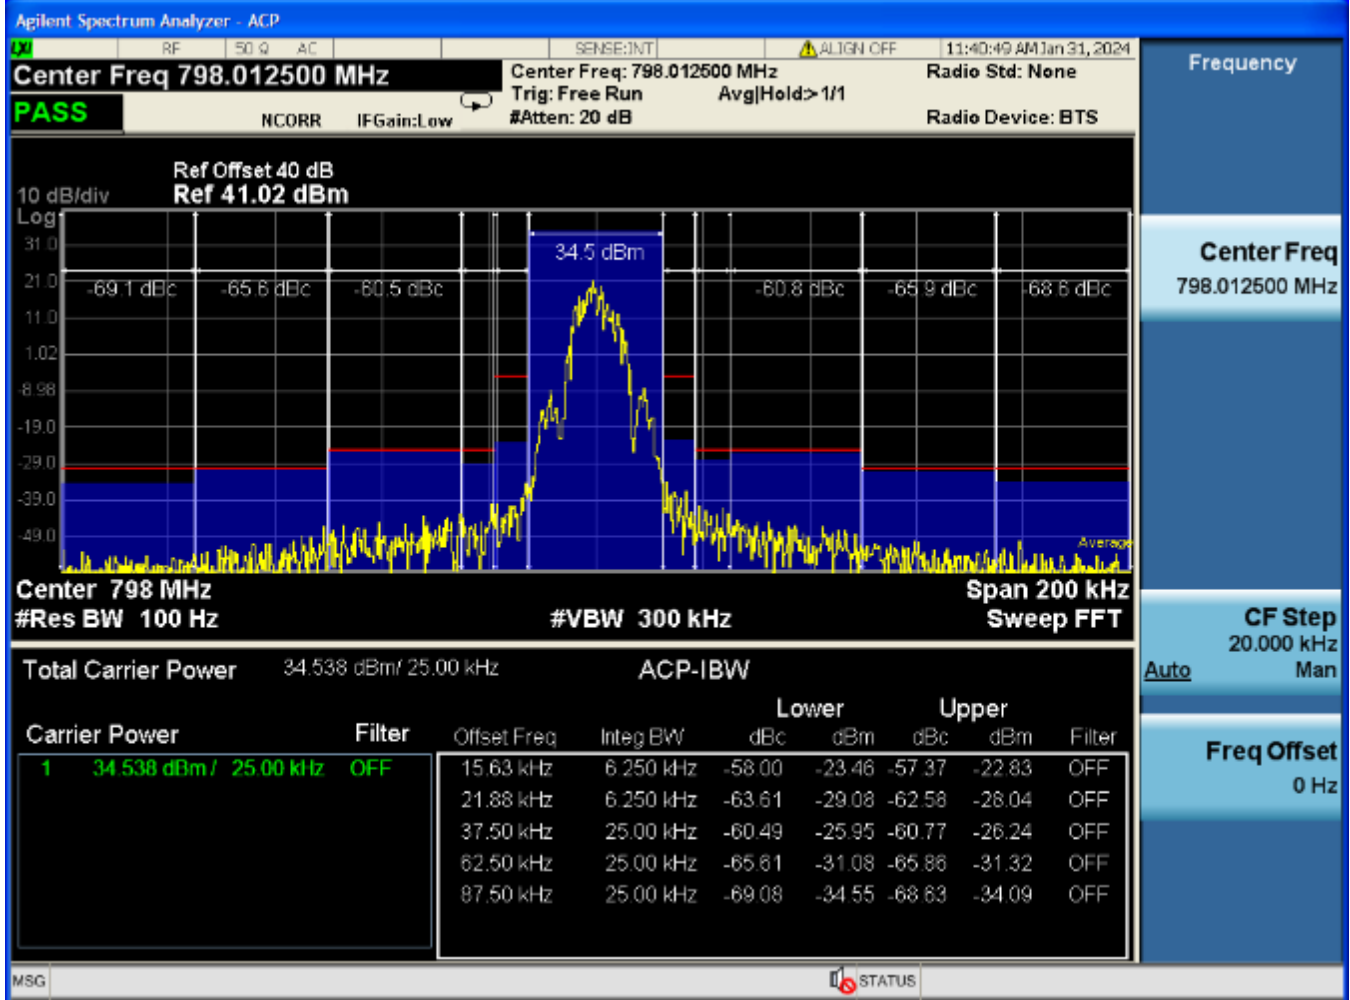 Agilent Spectrum Analyzer - ACP
LXI RF 50 Ω AC SENSE:INT ALIGN OFF 11:40:49 AM Jan 31, 2024
Center Freq 798.012500 MHz
Center Freq: 798.012500 MHz
Radio Std: None
Trig: Free Run Avg|Hold:>1/1
PASS
NCORR IFGain:Low #Atten: 20 dB
Radio Device: BTS
Ref Offset 40 dB
10 dB/div Ref 41.02 dBm
Log
31.0
34.5 dBm
21.0
-69.1 dBc -65.6 dBc -60.5 dBc -60.8 dBc -65.9 dBc -68.6 dBc
11.0
1.02
-8.98
-19.0
-29.0
-39.0
-49.0
Average
Center 798 MHz Span 200 kHz
#Res BW 100 Hz #VBW 300 kHz Sweep FFT
Total Carrier Power 34.538 dBm/ 25.00 kHz ACP-IBW
Lower Upper
Carrier Power Filter Offset Freq Integ BW dBc dBm dBc dBm Filter
1 34.538 dBm / 25.00 kHz OFF 15.63 kHz 6.250 kHz -58.00 -23.46 -57.37 -22.83 OFF
21.88 kHz 6.250 kHz -63.61 -29.08 -62.58 -28.04 OFF
37.50 kHz 25.00 kHz -60.49 -25.95 -60.77 -26.24 OFF
62.50 kHz 25.00 kHz -65.61 -31.08 -65.86 -31.32 OFF
87.50 kHz 25.00 kHz -69.08 -34.55 -68.63 -34.09 OFF
MSG STATUS
Frequency
Center Freq
798.012500 MHz
CF Step
20.000 kHz
Auto Man
Freq Offset
0 Hz